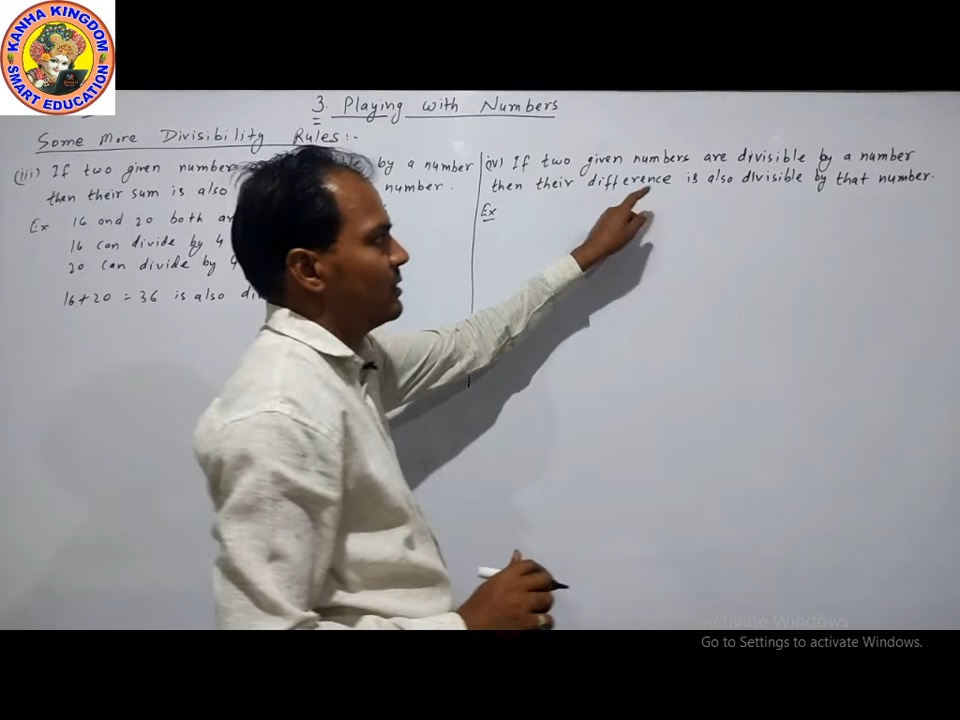 KANHA KINGDOM
SMART EDUCATION
3. Playing with Numbers
Some More Divisibility Rules:-
(iii) If two given numbers by a number
then their sum is also number.
Ex 16 and 20 both
16 can divide by 4
20 can divide by 4
16+20 = 36 is also
(iv) If two given numbers are divisible by a number
then their difference is also divisible by that number.
Ex
Activate Windows
Go to Settings to activate Windows.